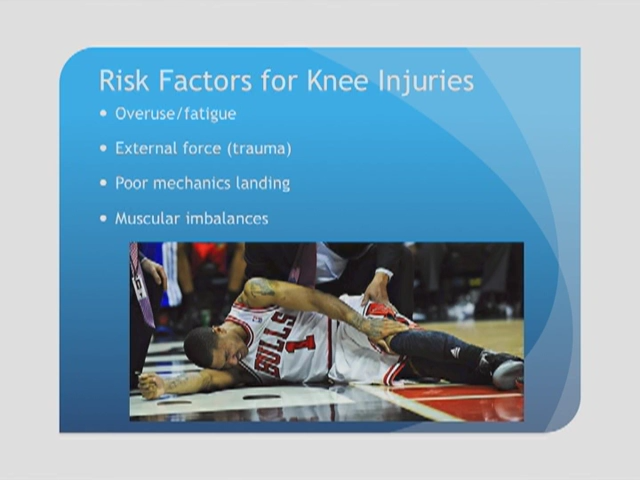 Risk Factors for Knee Injuries
• Overuse/fatigue
• External force (trauma)
• Poor mechanics landing
• Muscular imbalances
BULLS
1